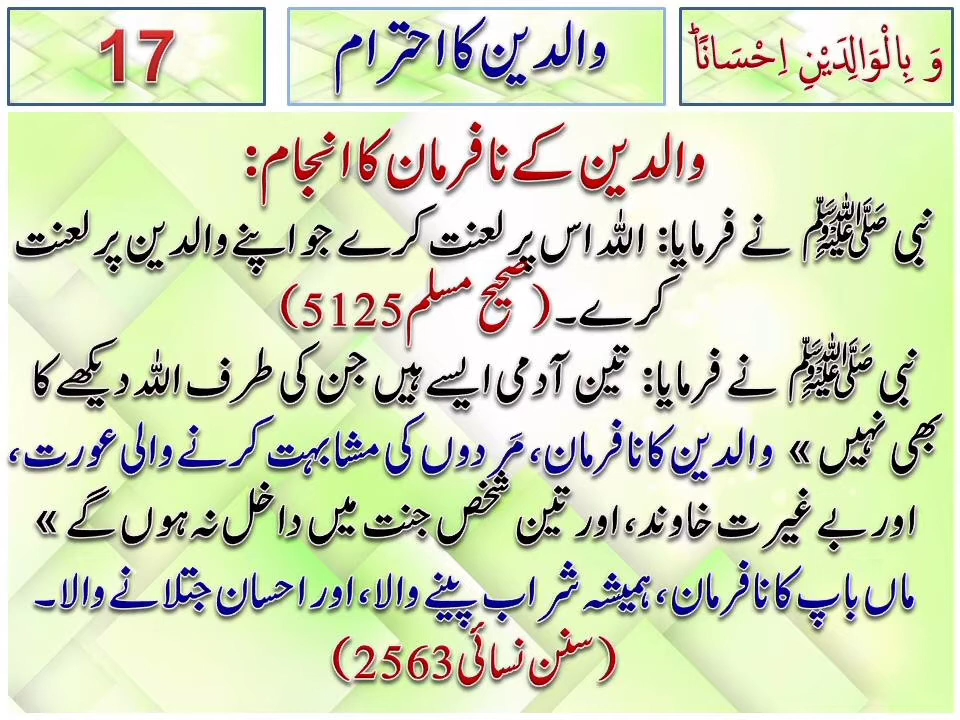 وَ بِالْوَالِدَيْنِ اِحْسَانًاؕ
والدین کا احترام
17
والدین کے نافرمان کا انجام:
نبی ﷺ نے فرمایا: اللہ اس پر لعنت کرے جو اپنے والدین پر لعنت
کرے۔ (صحیح مسلم 5125)
نبی ﷺ نے فرمایا: تین آدمی ایسے ہیں جن کی طرف اللہ دیکھے کا
بھی نہیں » والدین کا نافرمان، مَردوں کی مشابہت کرنے والی عورت،
اور بے غیرت خاوند، اور تین شخص جنت میں داخل نہ ہوں گے »
ماں باپ کا نافرمان، ہمیشہ شراب پینے والا، اور احسان جتلانے والا۔
(سنن نسائی 2563)